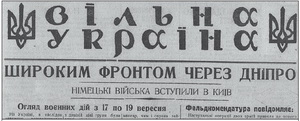 ВІЛЬНА
УКРАЇНА
ШИРОКИМ ФРОНТОМ ЧЕРЕЗ ДНІПРО
НІМЕЦЬКІ ВІЙСЬКА ВСТУПИЛИ В КИЇВ
Огляд воєнних дій з 17 по 19 вересня
Фельдкомендатура повідомляє: